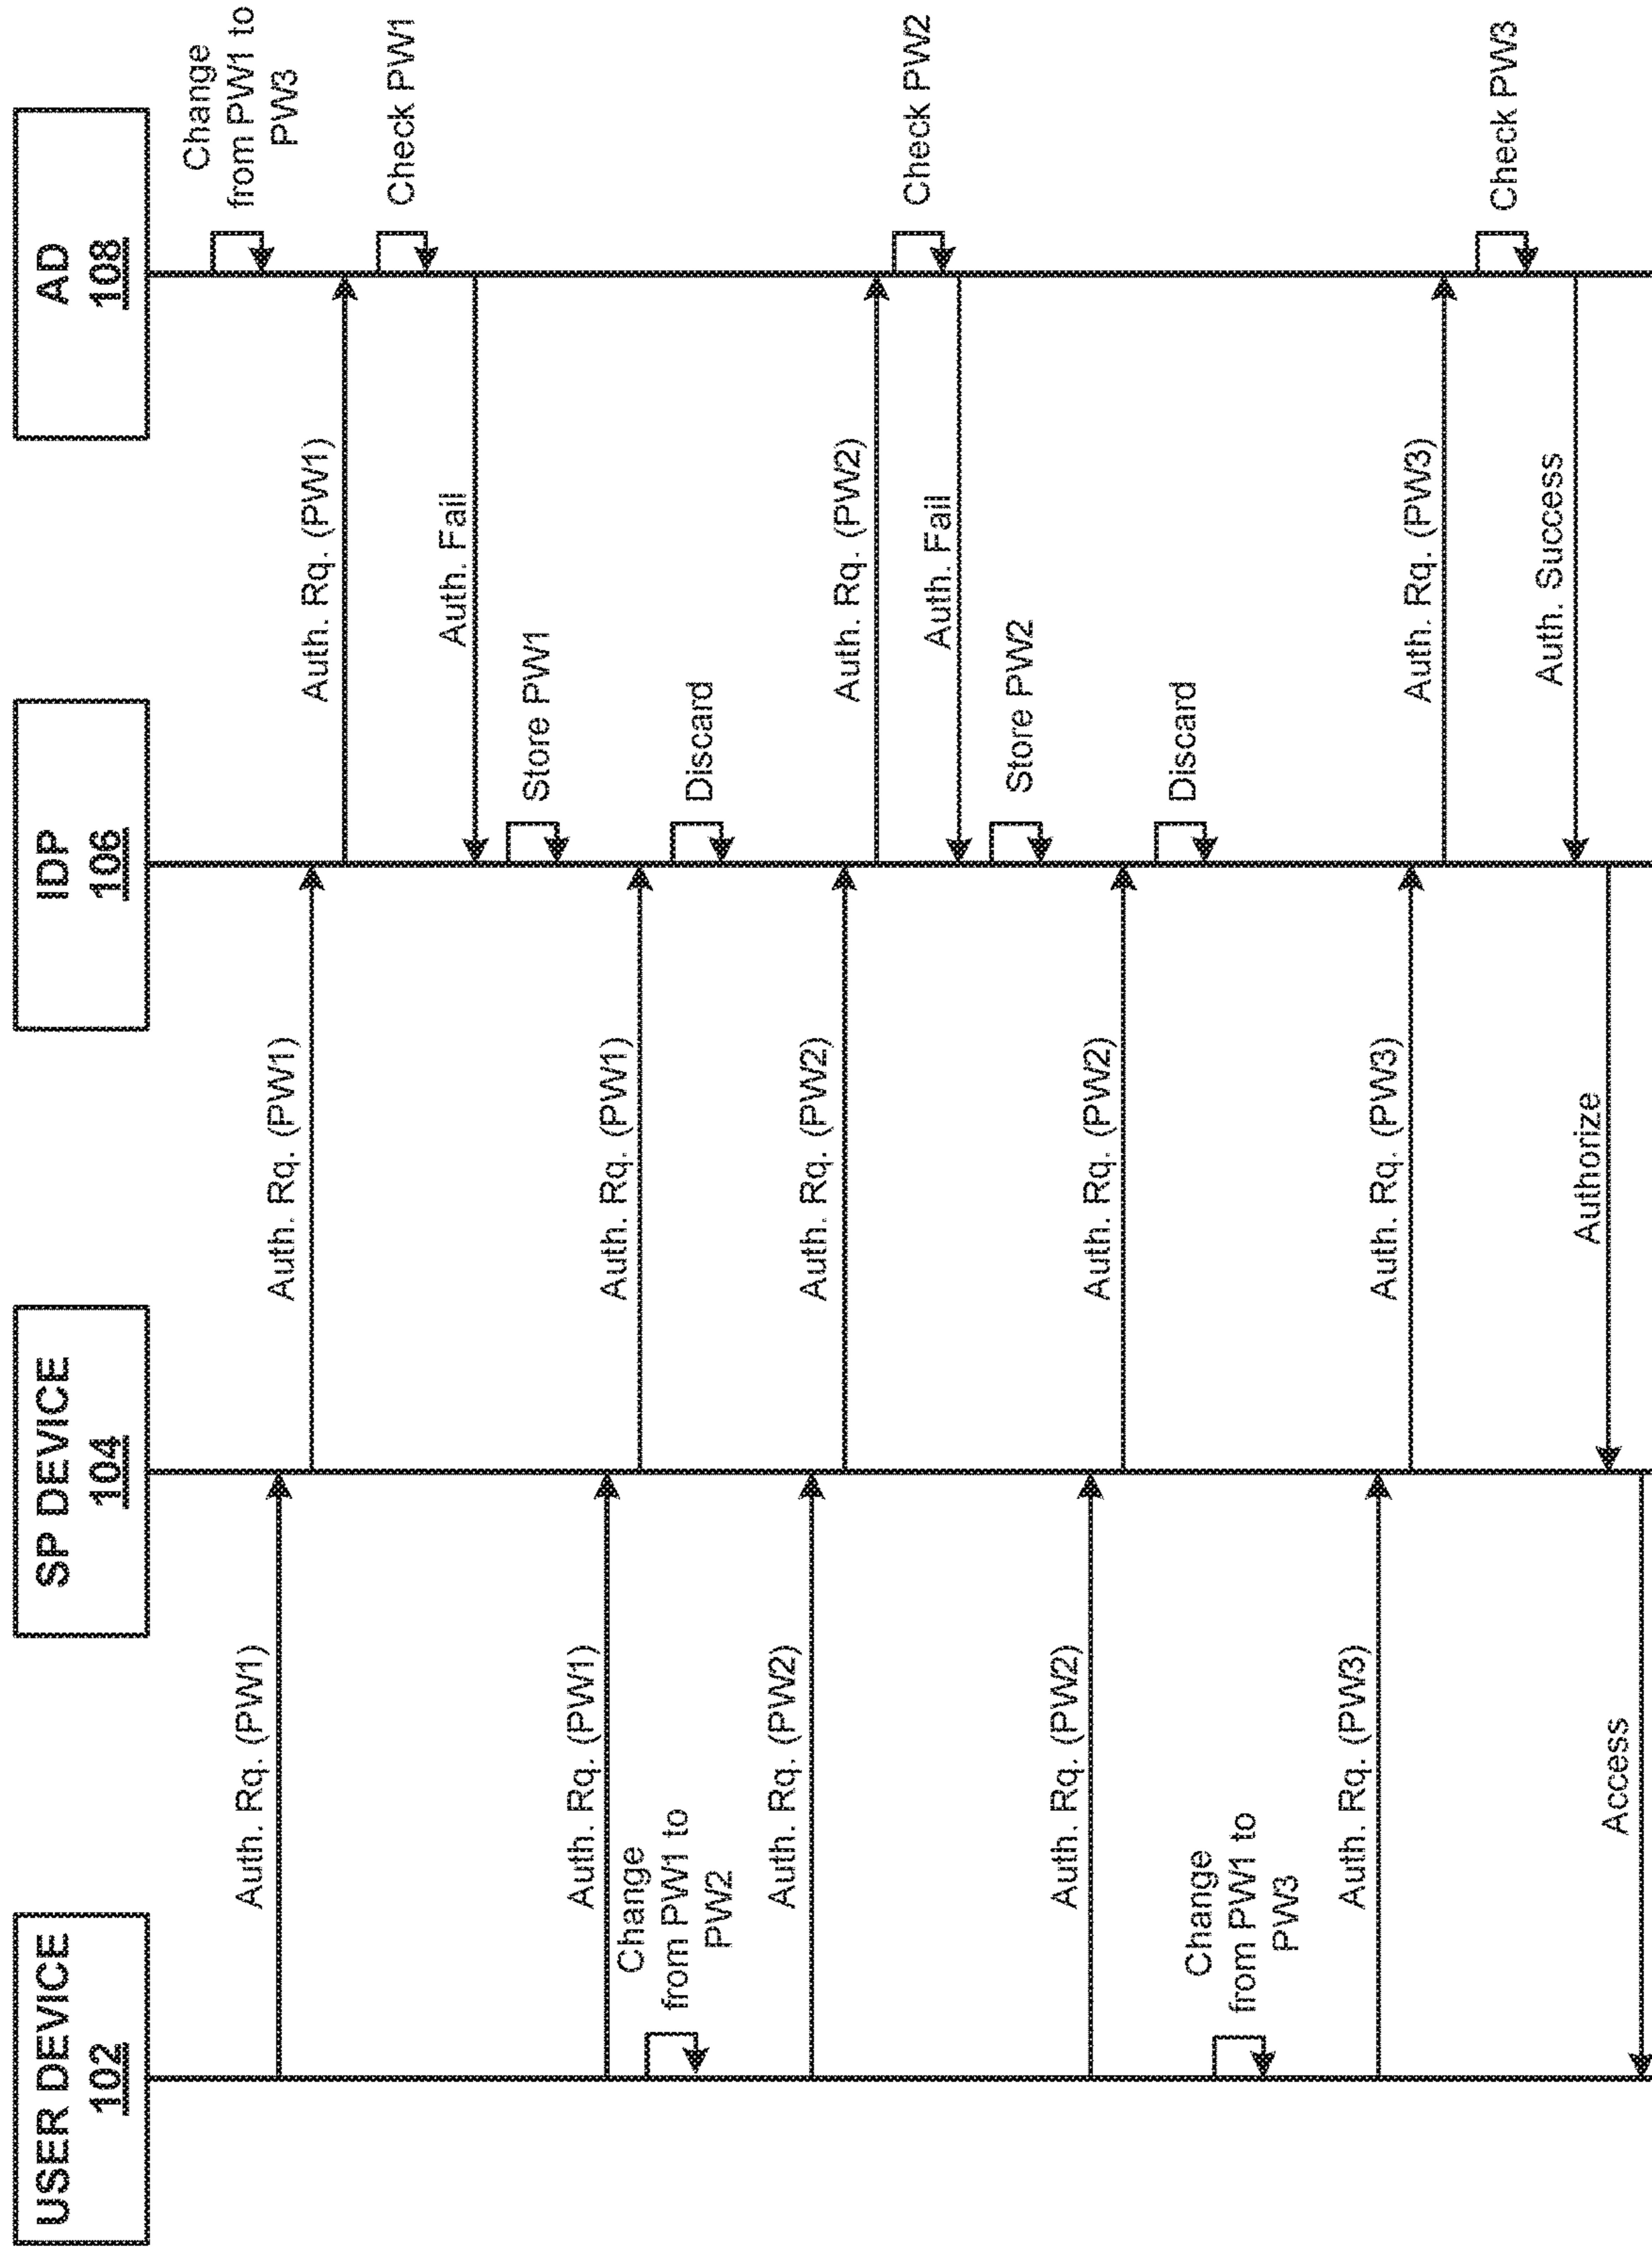 USER DEVICE
102
SP DEVICE
104
IDP
106
AD
108
Change
from PW1 to
PW3
Auth. Rq. (PW1)
Auth. Rq. (PW1)
Auth. Rq. (PW1)
Check PW1
Auth. Fail
Store PW1
Auth. Rq. (PW1)
Auth. Rq. (PW1)
Change
from PW1 to
PW2
Discard
Auth. Rq. (PW2)
Auth. Rq. (PW2)
Auth. Rq. (PW2)
Check PW2
Auth. Fail
Store PW2
Auth. Rq. (PW2)
Auth. Rq. (PW2)
Discard
Change
from PW1 to
PW3
Auth. Rq. (PW3)
Auth. Rq. (PW3)
Auth. Rq. (PW3)
Check PW3
Auth. Success
Authorize
Access